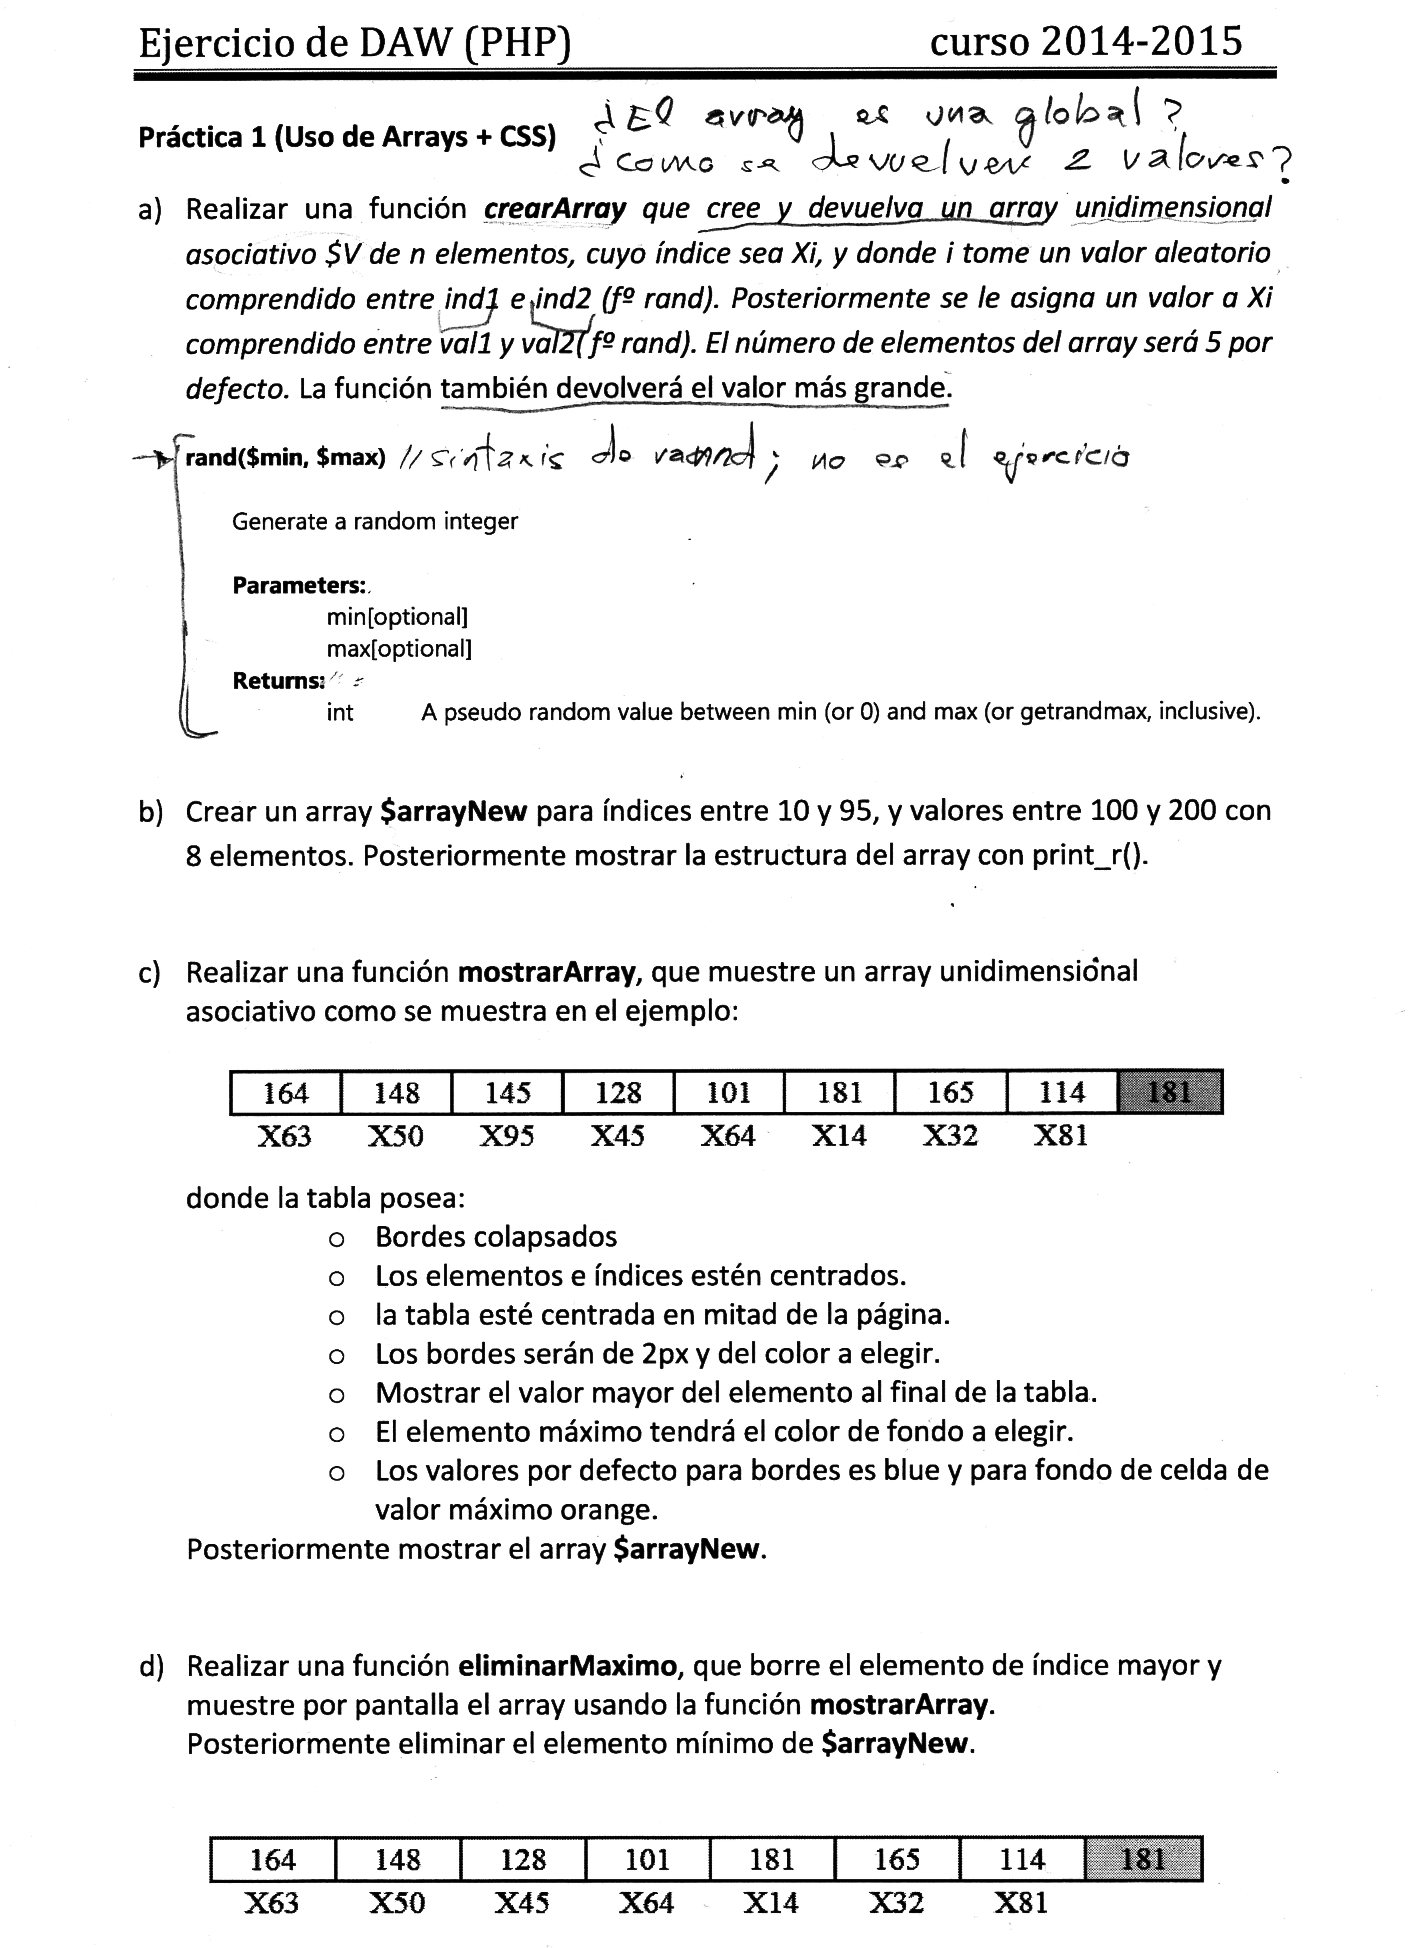 Ejercicio de DAW (PHP) curso 2014-2015
¿El array es una global?
Práctica 1 (Uso de Arrays + CSS)
¿como se devuelven 2 valores?
a) Realizar una función crearArray que cree y devuelva un array unidimensional
asociativo $V de n elementos, cuyo índice sea Xi, y donde i tome un valor aleatorio
comprendido entre ind1 e ind2 (fº rand). Posteriormente se le asigna un valor a Xi
comprendido entre val1 y val2(fº rand). El número de elementos del array será 5 por
defecto. La función también devolverá el valor más grande.
rand($min, $max) // sintaxis de ; no es el ejercicio
Generate a random integer
Parameters:
min[optional]
max[optional]
Returns:
int A pseudo random value between min (or 0) and max (or getrandmax, inclusive).
b) Crear un array $arrayNew para índices entre 10 y 95, y valores entre 100 y 200 con
8 elementos. Posteriormente mostrar la estructura del array con print_r().
c) Realizar una función mostrarArray, que muestre un array unidimensional
asociativo como se muestra en el ejemplo:
164 148 145 128 101 181 165 114 181
X63 X50 X95 X45 X64 X14 X32 X81
donde la tabla posea:
o Bordes colapsados
o Los elementos e índices estén centrados.
o la tabla esté centrada en mitad de la página.
o Los bordes serán de 2px y del color a elegir.
o Mostrar el valor mayor del elemento al final de la tabla.
o El elemento máximo tendrá el color de fondo a elegir.
o Los valores por defecto para bordes es blue y para fondo de celda de
valor máximo orange.
Posteriormente mostrar el array $arrayNew.
d) Realizar una función eliminarMaximo, que borre el elemento de índice mayor y
muestre por pantalla el array usando la función mostrarArray.
Posteriormente eliminar el elemento mínimo de $arrayNew.
164 148 128 101 181 165 114 181
X63 X50 X45 X64 X14 X32 X81